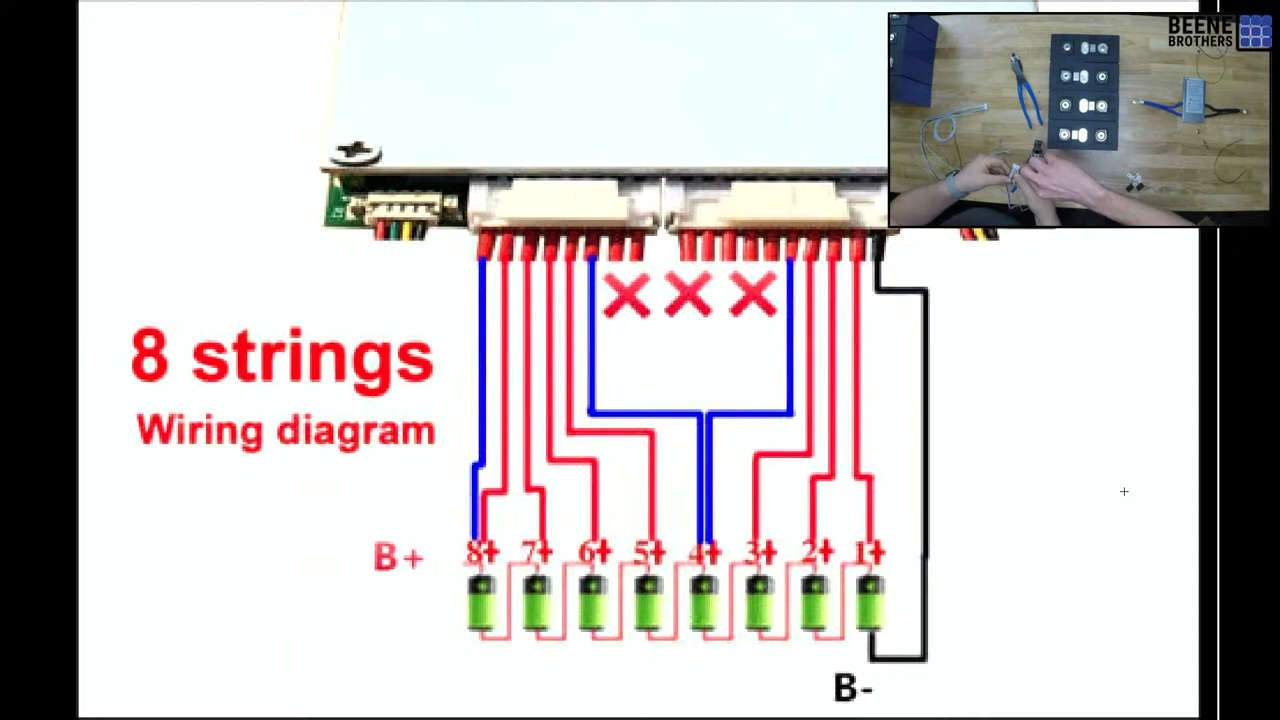 BEENE
BROTHERS
8 strings
Wiring diagram
B+
8+ 7+ 6+ 5+ 4+ 3+ 2+ 1+
B-